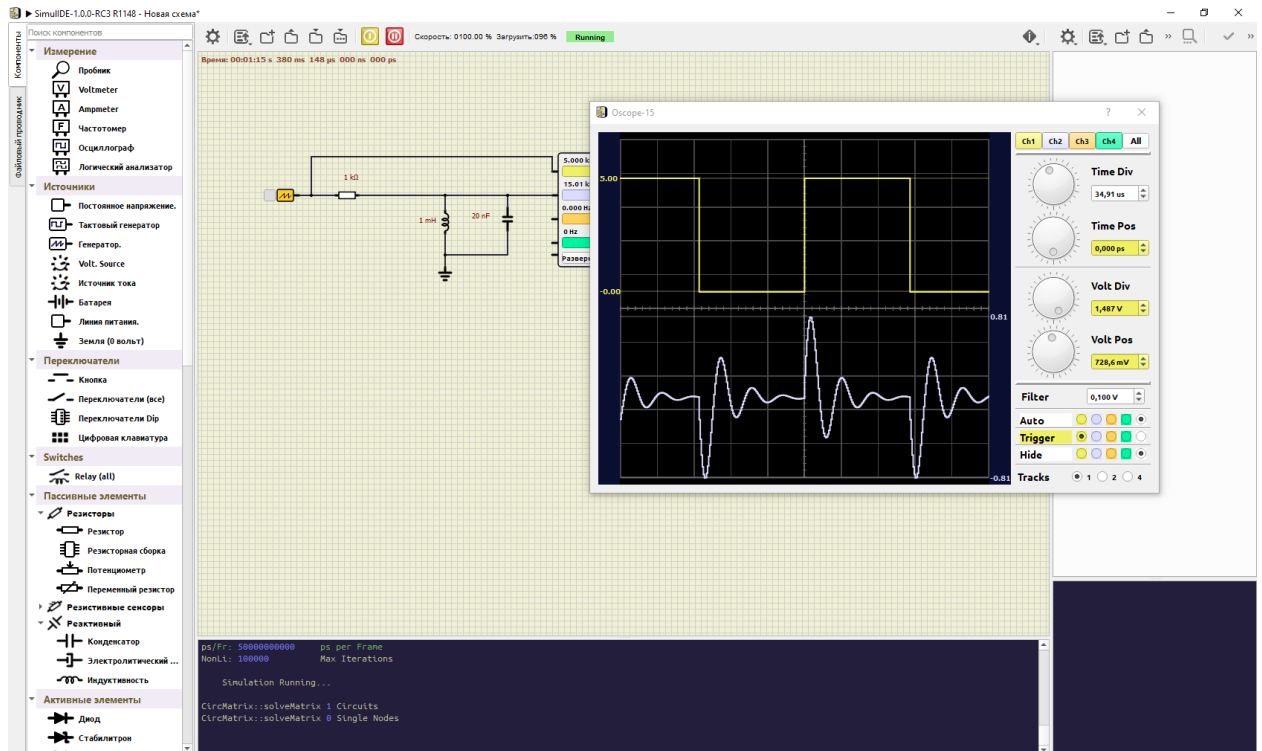 SimulIDE-1.0.0-RC3 R1148 - Новая схема*
Компоненты
Файловый проводник
Поиск компонентов
Измерение
Пробник
Voltmeter
Ampmeter
Частотомер
Осциллограф
Логический анализатор
Источники
Постоянное напряжение.
Тактовый генератор
Генератор.
Volt. Source
Источник тока
Батарея
Линия питания.
Земля (0 вольт)
Переключатели
Кнопка
Переключатели (все)
Переключатели Dip
Цифровая клавиатура
Switches
Relay (all)
Пассивные элементы
Резисторы
Резистор
Резисторная сборка
Потенциометр
Переменный резистор
Резистивные сенсоры
Реактивный
Конденсатор
Электролитический ...
Индуктивность
Активные элементы
Диод
Стабилитрон
Скорость: 0100.00 % Загрузить:096 % Running
Время: 00:01:15 s 380 ms 148 µs 000 ns 000 ps
1 kΩ
1 mH
20 nF
5.000 k
15.01 k
0.000 Hz
0 Hz
Разверн
Oscope-15
5.00
-0.00
0.81
-0.81
Ch1 Ch2 Ch3 Ch4 All
Time Div
34,91 us
Time Pos
0,000 ps
Volt Div
1,487 V
Volt Pos
728,6 mV
Filter 0,100 V
Auto
Trigger
Hide
Tracks 1 2 4
ps/Fr: 50000000000 ps per Frame
NonLi: 100000 Max Iterations
Simulation Running...
CircMatrix::solveMatrix 1 Circuits
CircMatrix::solveMatrix 0 Single Nodes